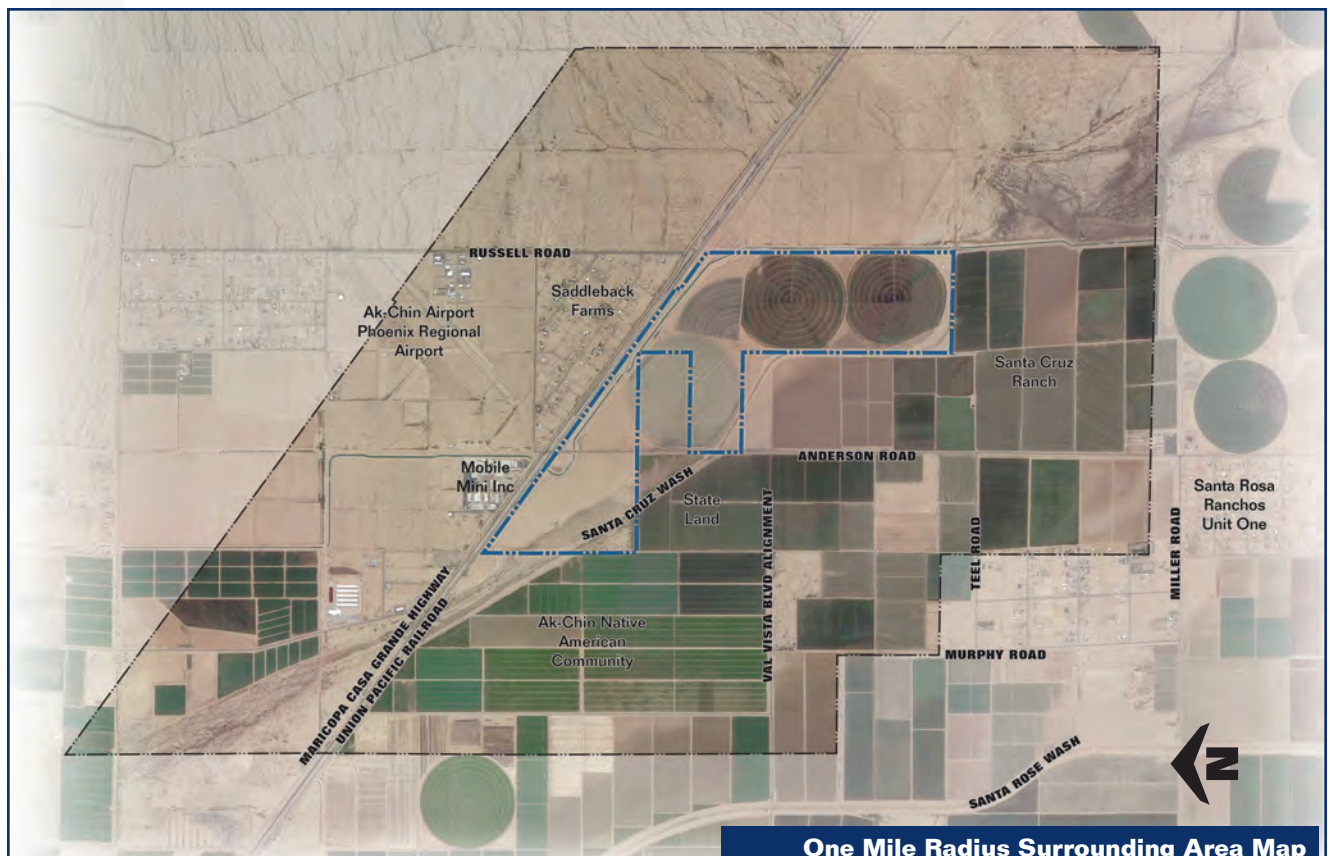 RUSSELL ROAD
Saddleback
Farms
Ak-Chin Airport
Phoenix Regional
Airport
Santa Cruz
Ranch
ANDERSON ROAD
Mobile
Mini Inc
SANTA CRUZ WASH
State
Land
Santa Rosa
Ranchos
Unit One
VAL VISTA BLVD ALIGNMENT
TEEL ROAD
MILLER ROAD
MARICOPA CASA GRANDE HIGHWAY
UNION PACIFIC RAILROAD
Ak-Chin Native
American
Community
MURPHY ROAD
SANTA ROSE WASH
N
One Mile Radius Surrounding Area Map